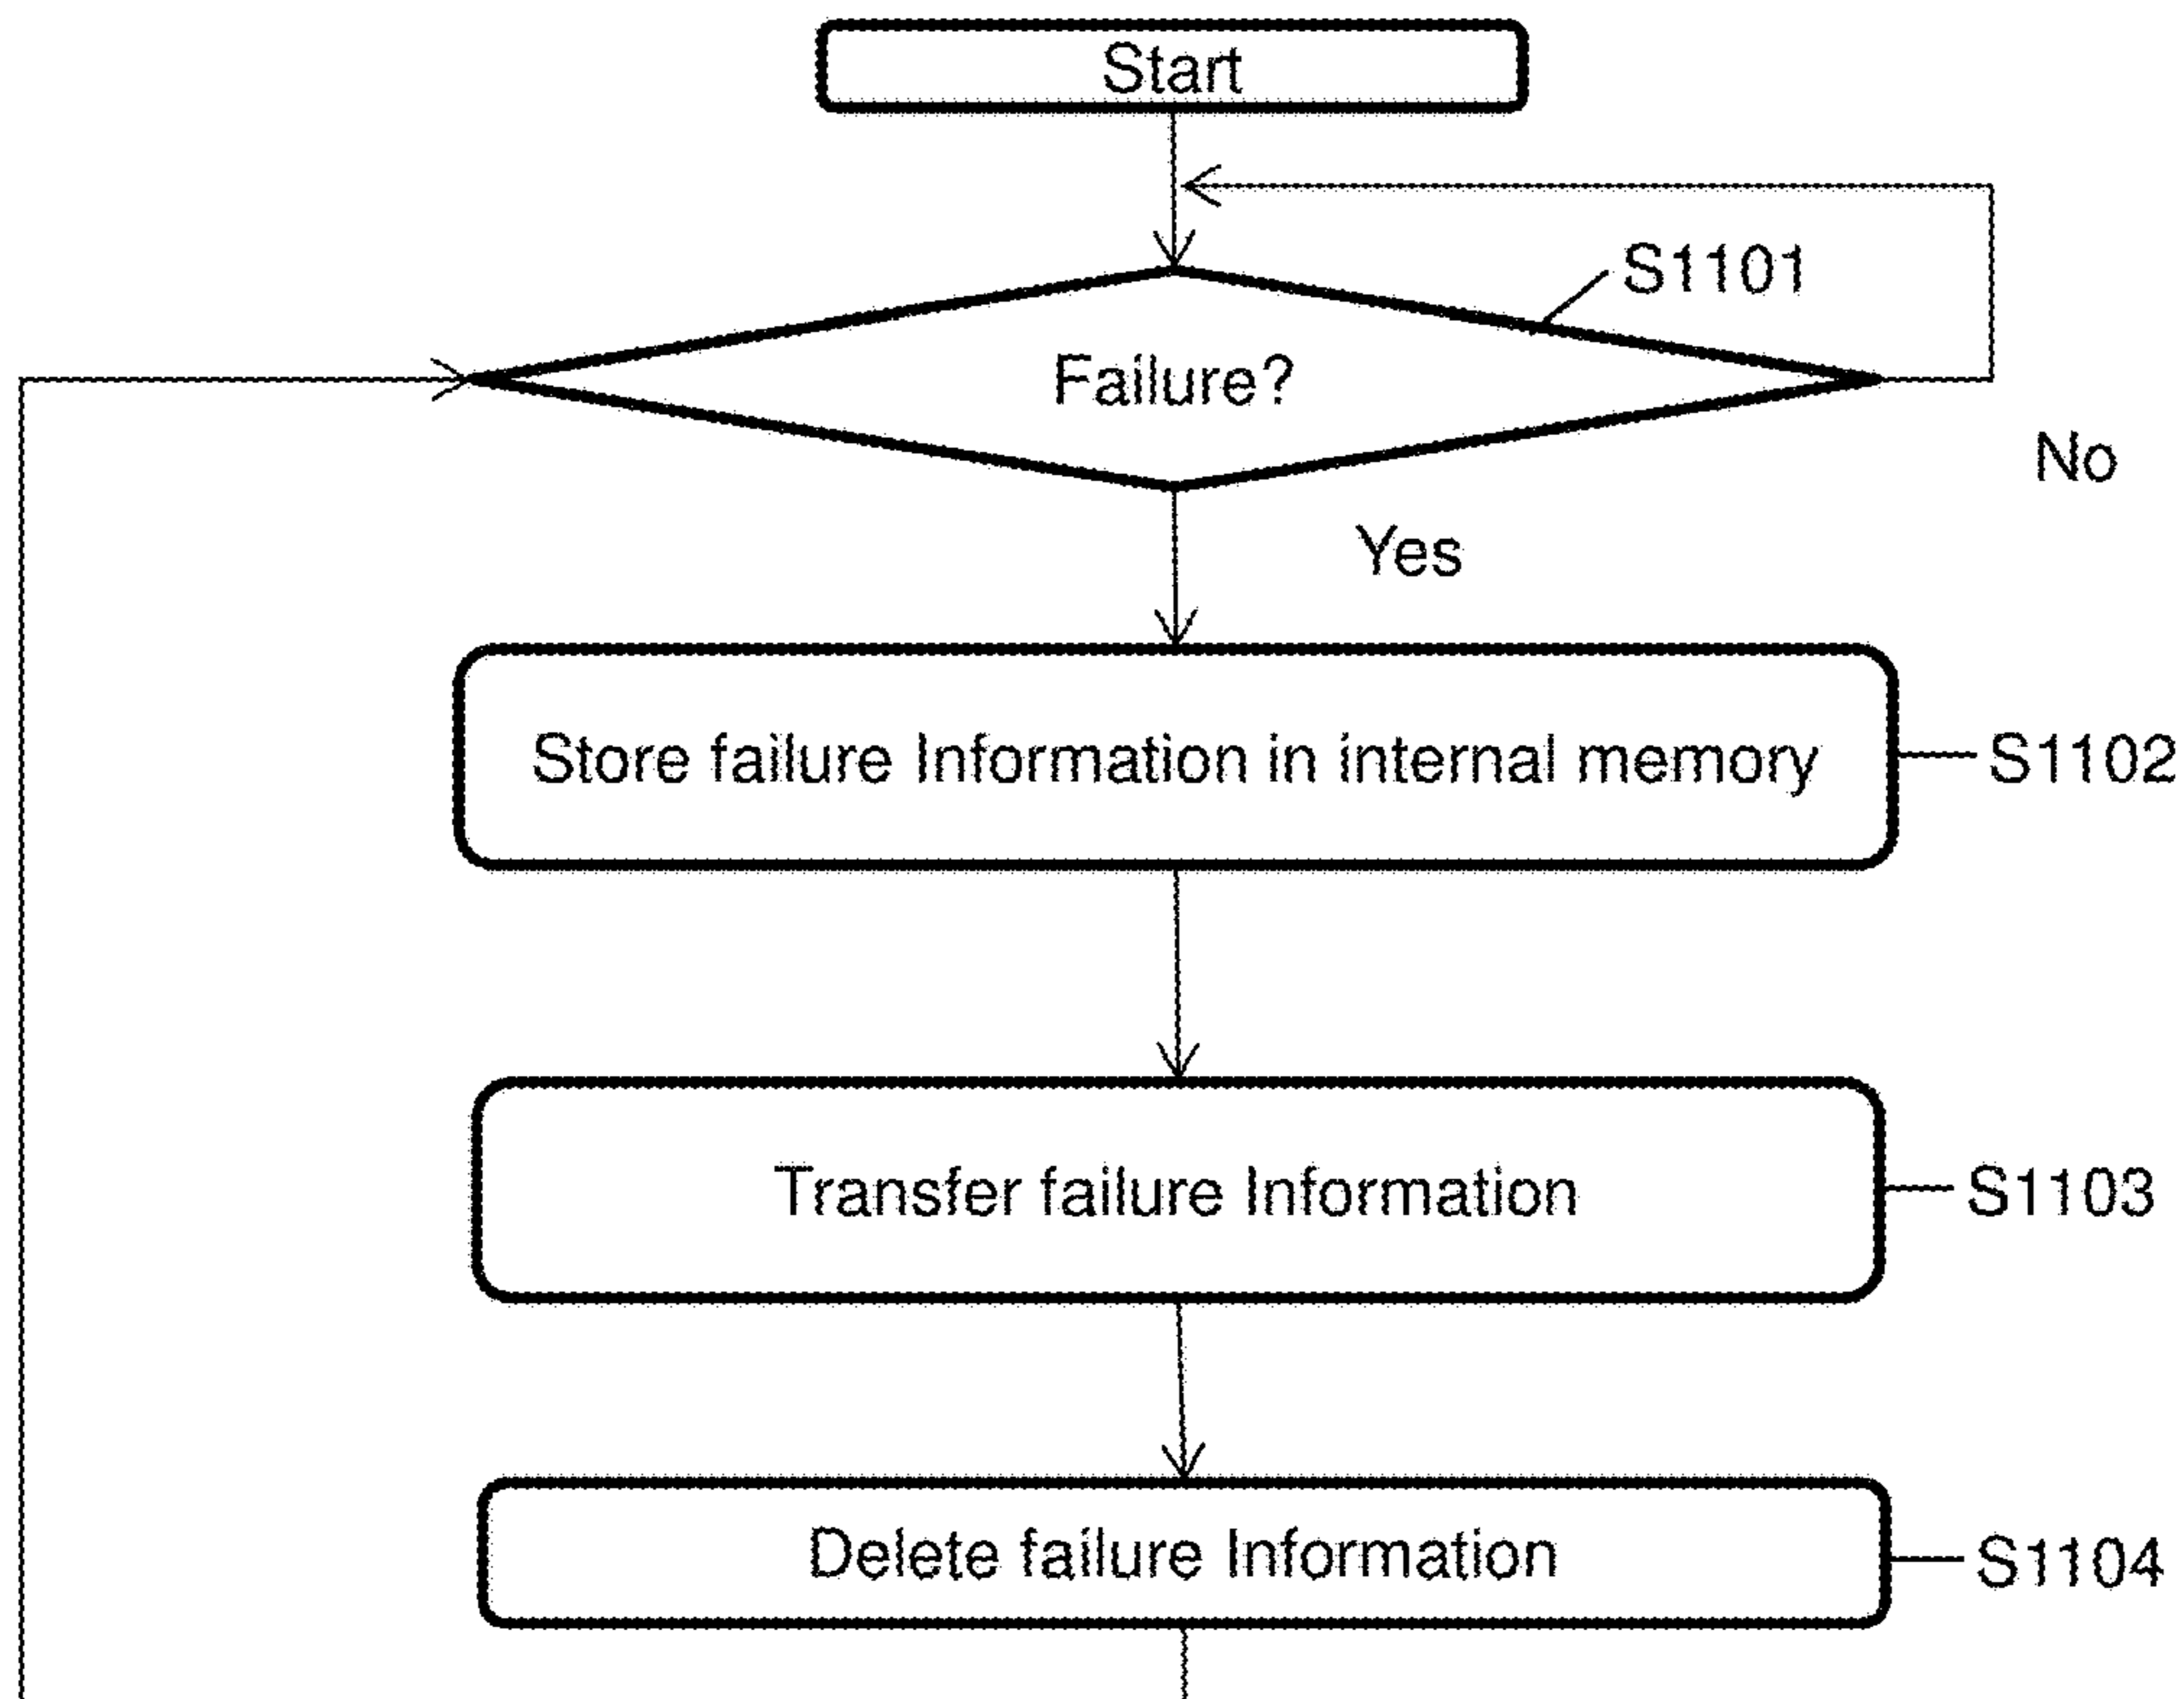 Start
S1101
Failure?
No
Yes
Store failure Information in internal memory
S1102
Transfer failure Information
S1103
Delete failure Information
S1104